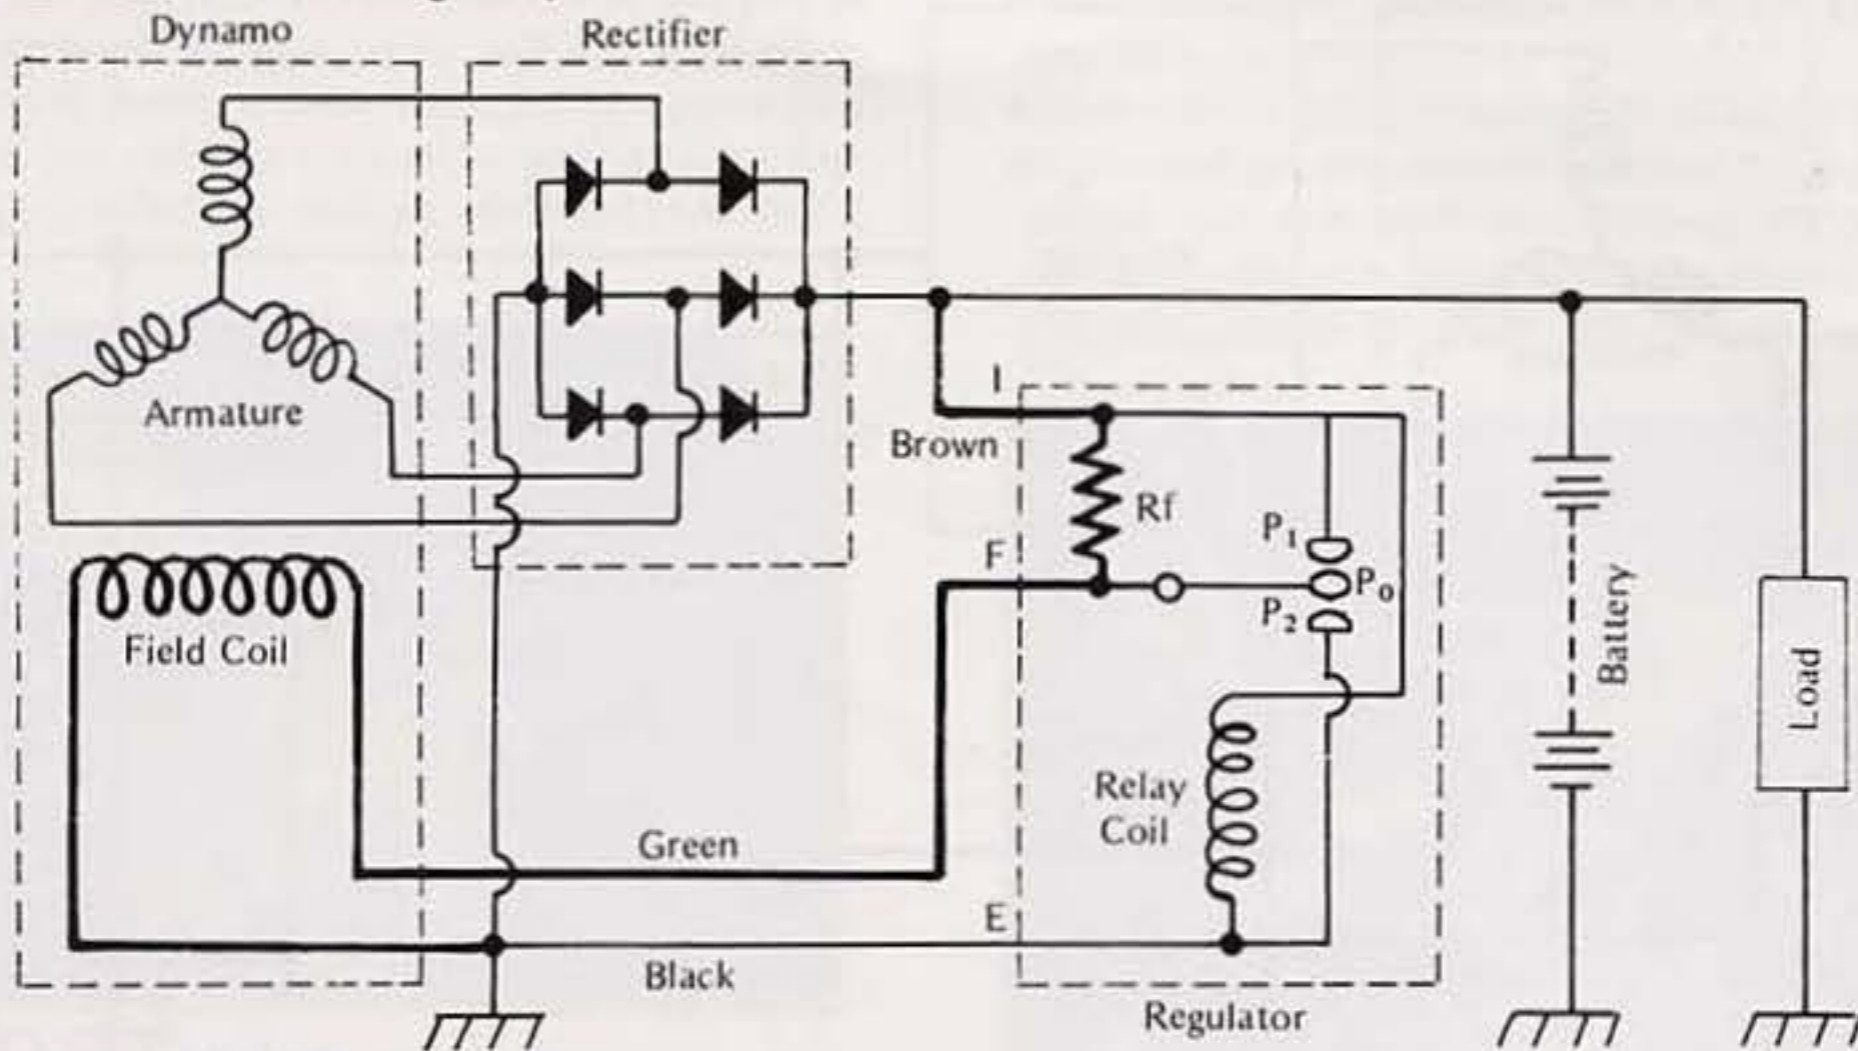 Dynamo
Rectifier
Armature
I
Brown
Rf
P₁
F
P₀
P₂
Field Coil
Battery
Load
Relay
Coil
Green
E
Black
Regulator